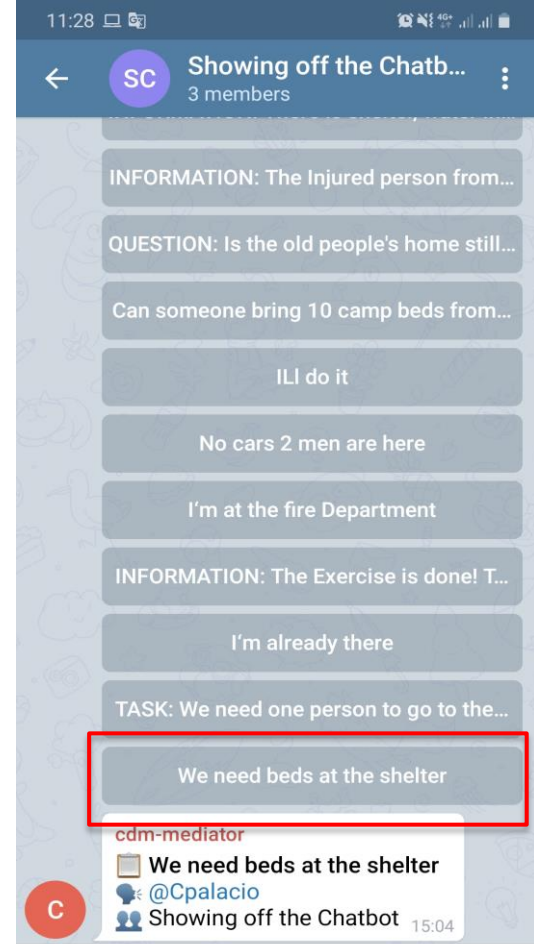 11:28
4G+
SC
Showing off the Chatb...
3 members
INFORMATION: The Injured person from...
QUESTION: Is the old people's home still...
Can someone bring 10 camp beds from...
ILl do it
No cars 2 men are here
I'm at the fire Department
INFORMATION: The Exercise is done! T...
I'm already there
TASK: We need one person to go to the...
We need beds at the shelter
cdm-mediator
We need beds at the shelter
@Cpalacio
C
Showing off the Chatbot 15:04